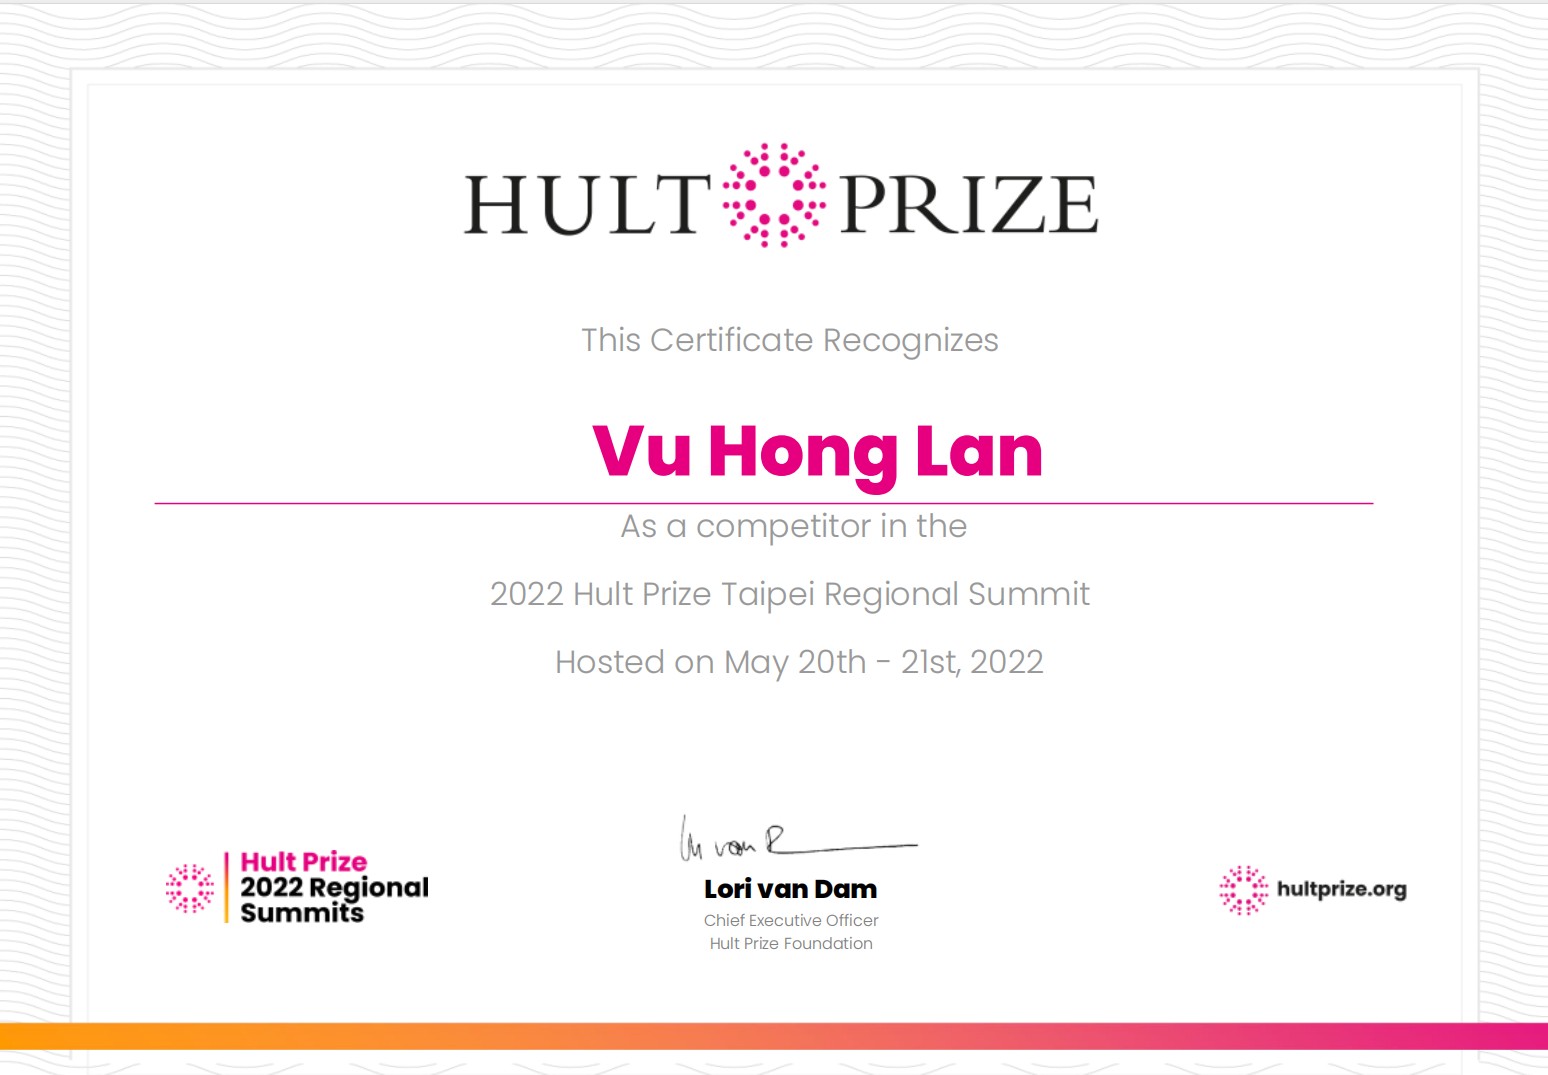 HULT PRIZE
This Certificate Recognizes
Vu Hong Lan
As a competitor in the
2022 Hult Prize Taipei Regional Summit
Hosted on May 20th - 21st, 2022
Hult Prize
2022 Regional
Summits
Lori van Dam
Chief Executive Officer
Hult Prize Foundation
hultprize.org